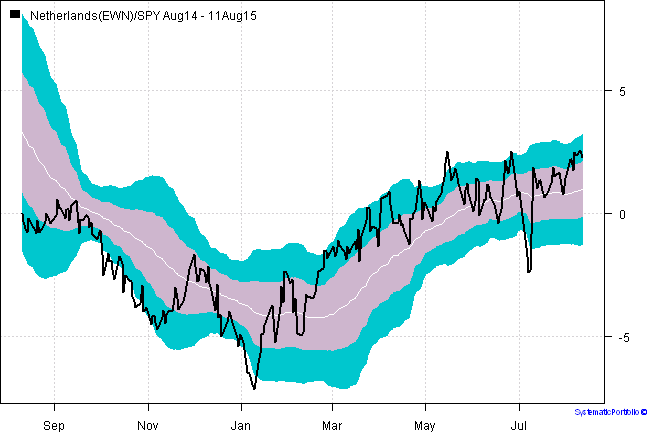 Netherlands(EWN)/SPY Aug14 - 11Aug15
5
0
-5
Sep Nov Jan Mar May Jul
SystematicPortfolio ©